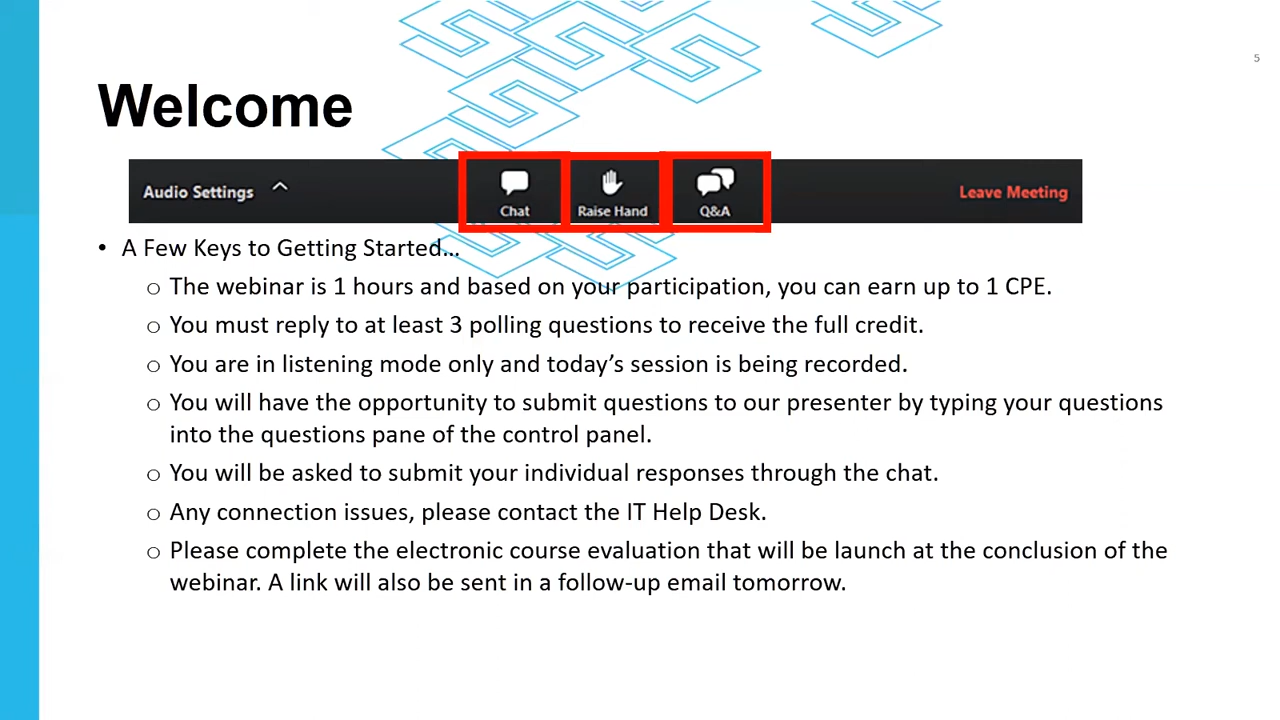 5
Welcome
Audio Settings
Chat
Raise Hand
Q&A
Leave Meeting
• A Few Keys to Getting Started...
o The webinar is 1 hours and based on your participation, you can earn up to 1 CPE.
o You must reply to at least 3 polling questions to receive the full credit.
o You are in listening mode only and today’s session is being recorded.
o You will have the opportunity to submit questions to our presenter by typing your questions
into the questions pane of the control panel.
o You will be asked to submit your individual responses through the chat.
o Any connection issues, please contact the IT Help Desk.
o Please complete the electronic course evaluation that will be launch at the conclusion of the
webinar. A link will also be sent in a follow-up email tomorrow.